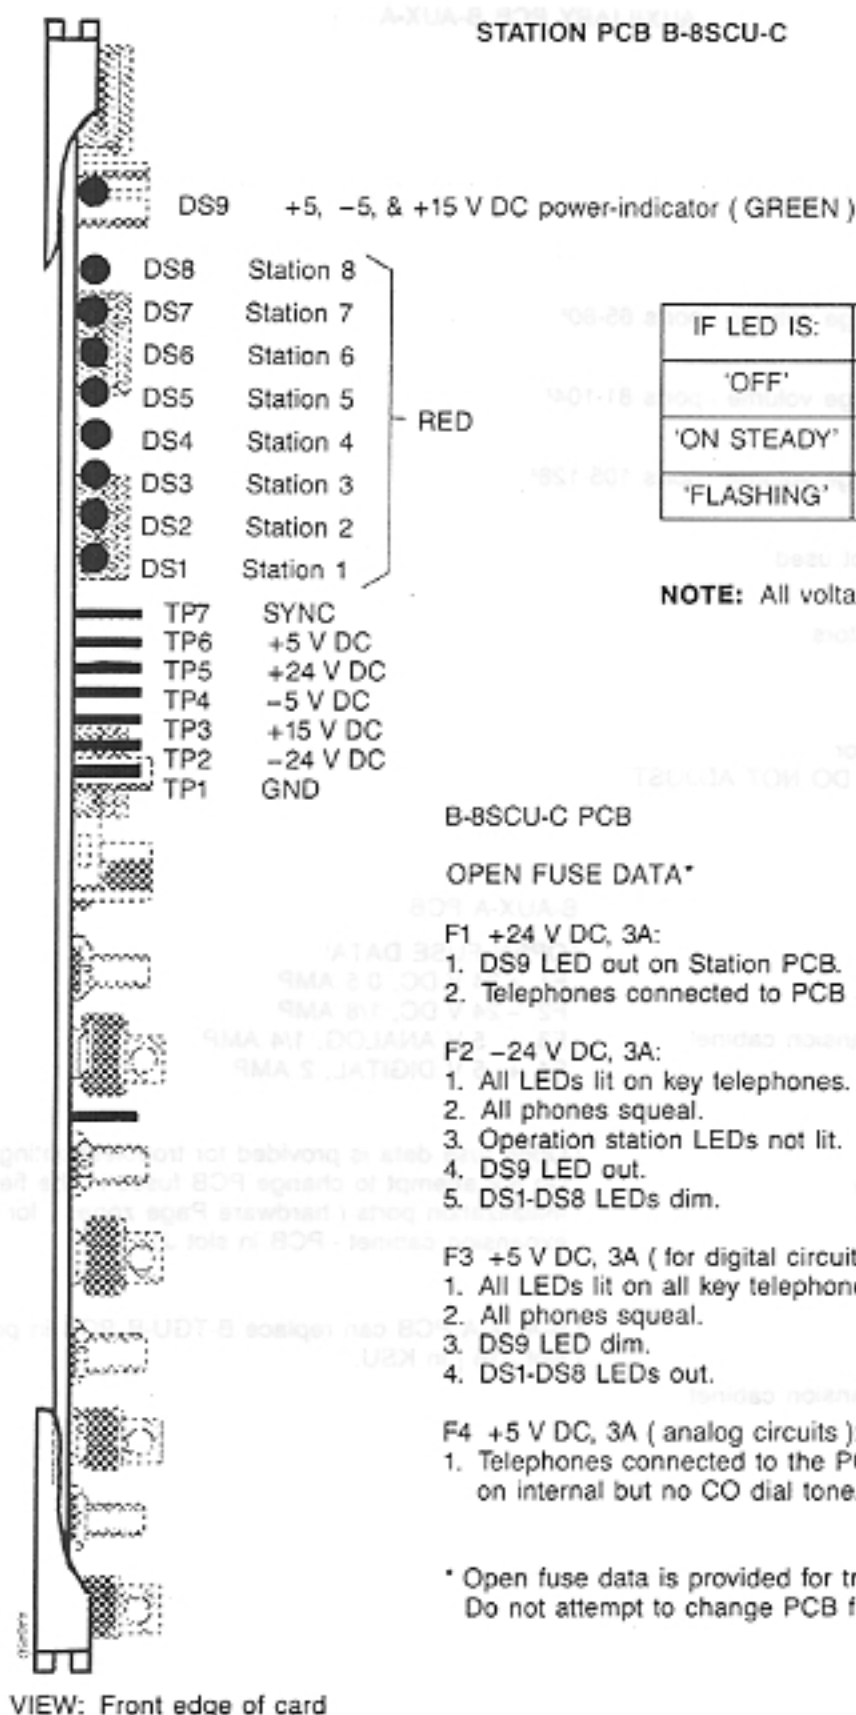 STATION PCB B-8SCU-C
DS9 +5, −5, & +15 V DC power-indicator ( GREEN )
DS8 Station 8
DS7 Station 7
DS6 Station 6
DS5 Station 5
DS4 Station 4
DS3 Station 3
DS2 Station 2
DS1 Station 1
RED
IF LED IS:
'OFF'
'ON STEADY'
'FLASHING'
NOTE: All volta
TP7 SYNC
TP6 +5 V DC
TP5 +24 V DC
TP4 −5 V DC
TP3 +15 V DC
TP2 −24 V DC
TP1 GND
B-8SCU-C PCB
OPEN FUSE DATA*
F1 +24 V DC, 3A:
1. DS9 LED out on Station PCB.
2. Telephones connected to PCB
F2 −24 V DC, 3A:
1. All LEDs lit on key telephones.
2. All phones squeal.
3. Operation station LEDs not lit.
4. DS9 LED out.
5. DS1-DS8 LEDs dim.
F3 +5 V DC, 3A ( for digital circuit
1. All LEDs lit on all key telephone
2. All phones squeal.
3. DS9 LED dim.
4. DS1-DS8 LEDs out.
F4 +5 V DC, 3A ( analog circuits ):
1. Telephones connected to the PC
on internal but no CO dial tone.
* Open fuse data is provided for tr
Do not attempt to change PCB f
VIEW: Front edge of card